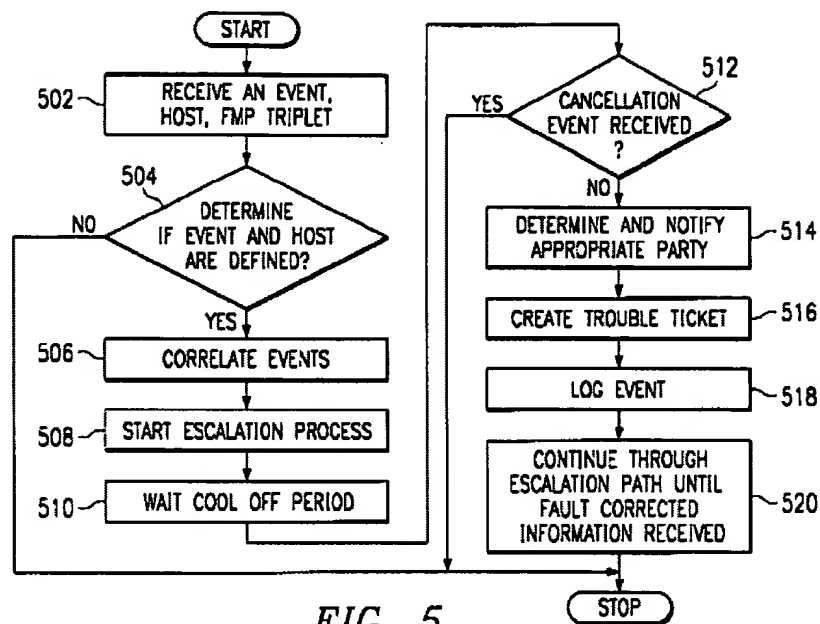 START
502
RECEIVE AN EVENT,
HOST, FMP TRIPLET
504
NO
DETERMINE
IF EVENT AND HOST
ARE DEFINED?
YES
506
CORRELATE EVENTS
508
START ESCALATION PROCESS
510
WAIT COOL OFF PERIOD
512
YES
CANCELLATION
EVENT RECEIVED
?
NO
DETERMINE AND NOTIFY
APPROPRIATE PARTY
514
CREATE TROUBLE TICKET
516
LOG EVENT
518
CONTINUE THROUGH
ESCALATION PATH UNTIL
FAULT CORRECTED
INFORMATION RECEIVED
520
STOP
FIG. 5